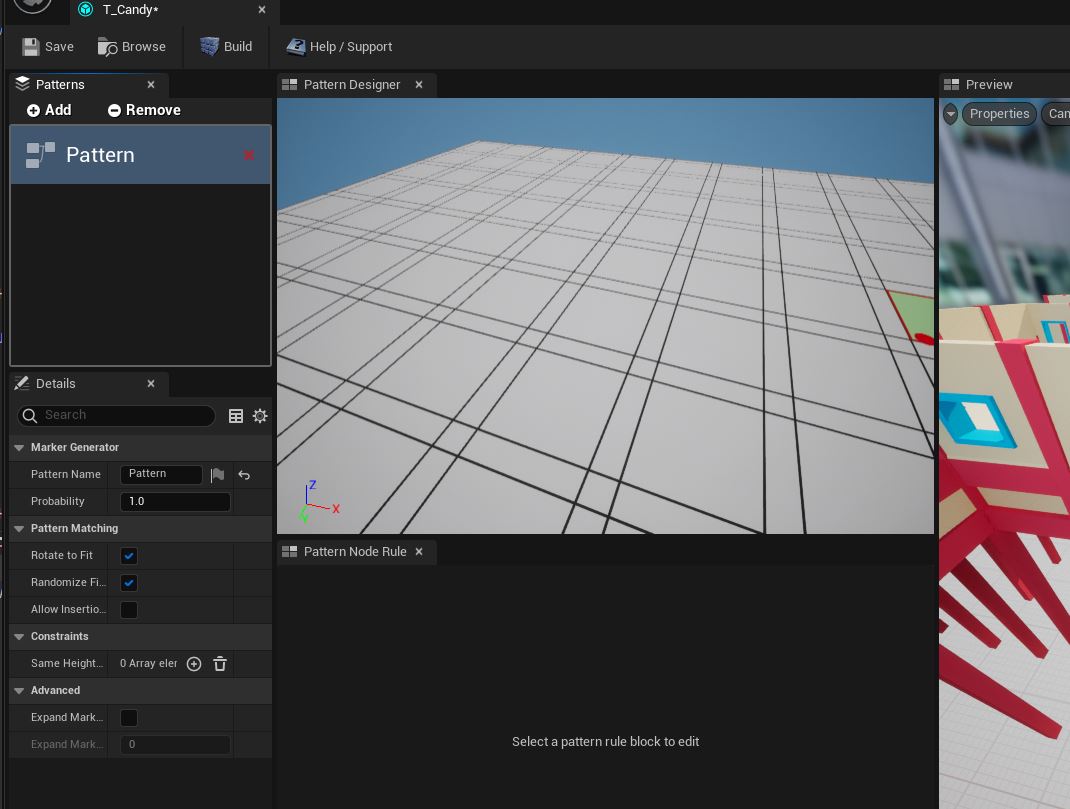 T_Candy*
Save
Browse
Build
Help / Support
Patterns
Pattern Designer
Preview
Add
Remove
Properties
Can
Pattern
Details
Search
Marker Generator
Pattern Name
Pattern
Probability
1.0
Pattern Matching
Rotate to Fit
Randomize Fi...
Allow Insertio...
Constraints
Same Height...
0 Array eler
Advanced
Expand Mark...
Expand Mark...
0
Z
X
Y
Pattern Node Rule
Select a pattern rule block to edit